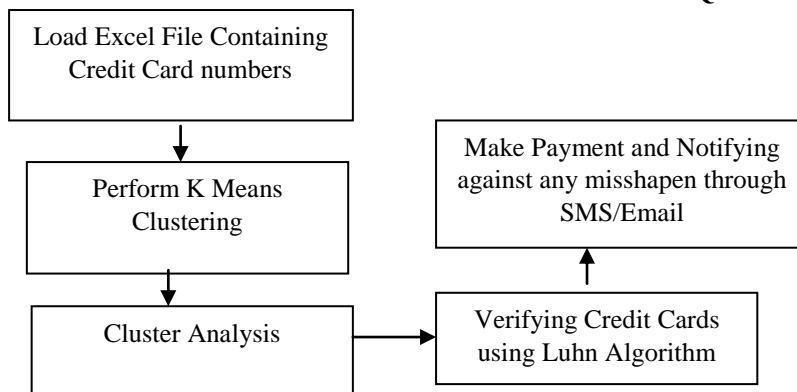 Load Excel File Containing
Credit Card numbers
Perform K Means
Clustering
Cluster Analysis
Verifying Credit Cards
using Luhn Algorithm
Make Payment and Notifying
against any misshapen through
SMS/Email